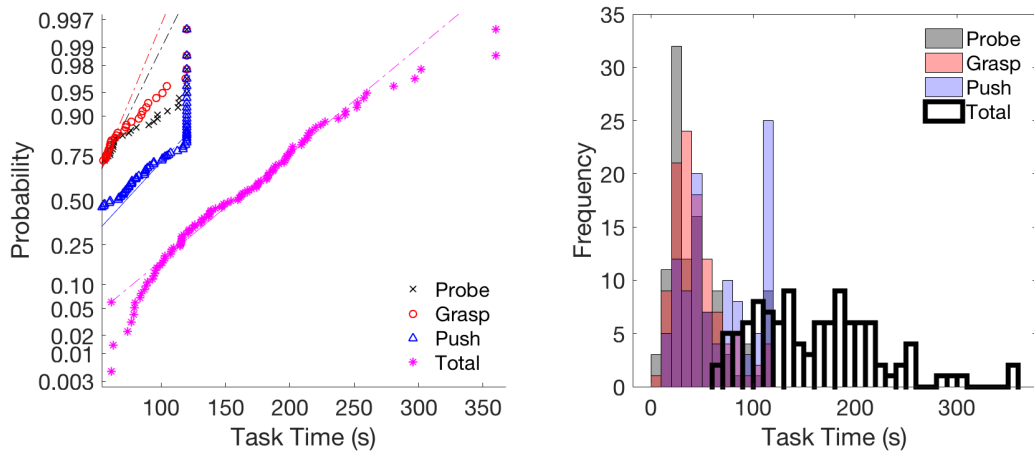 0.997
0.99
0.98
0.95
0.90
0.75
0.50
0.25
0.10
0.05
0.02
0.01
0.003
Probability
100 150 200 250 300 350
Task Time (s)
Probe
Grasp
Push
Total
35
30
25
20
15
10
5
0
Frequency
0 100 200 300
Task Time (s)
Probe
Grasp
Push
Total